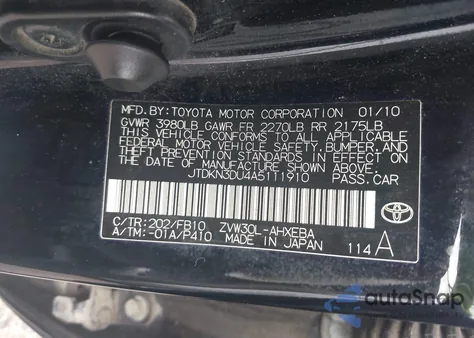 MFD.BY:TOYOTA MOTOR CORPORATION 01/10
GVWR 3980LB GAWR FR 2270LB RR 2175LB
THIS VEHICLE CONFORMS TO ALL APPLICABLE
FEDERAL MOTOR VEHICLE SAFETY, BUMPER, AND
THEFT PREVENTION STANDARDS IN EFFECT ON
THE DATE OF MANUFACTURE SHOWN ABOVE.
JTDKN3DU4A5111910 PASS.CAR
C/TR:202/FB10 ZVW30L-AHXEBA
A/TM:-01A/P410 MADE IN JAPAN 114 A
autoSnap